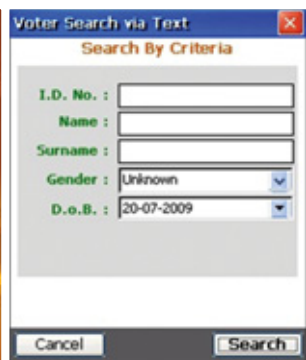 Voter Search via Text
Search By Criteria
I.D. No. :
Name :
Surname :
Gender : Unknown
D.o.B. : 20-07-2009
Cancel Search